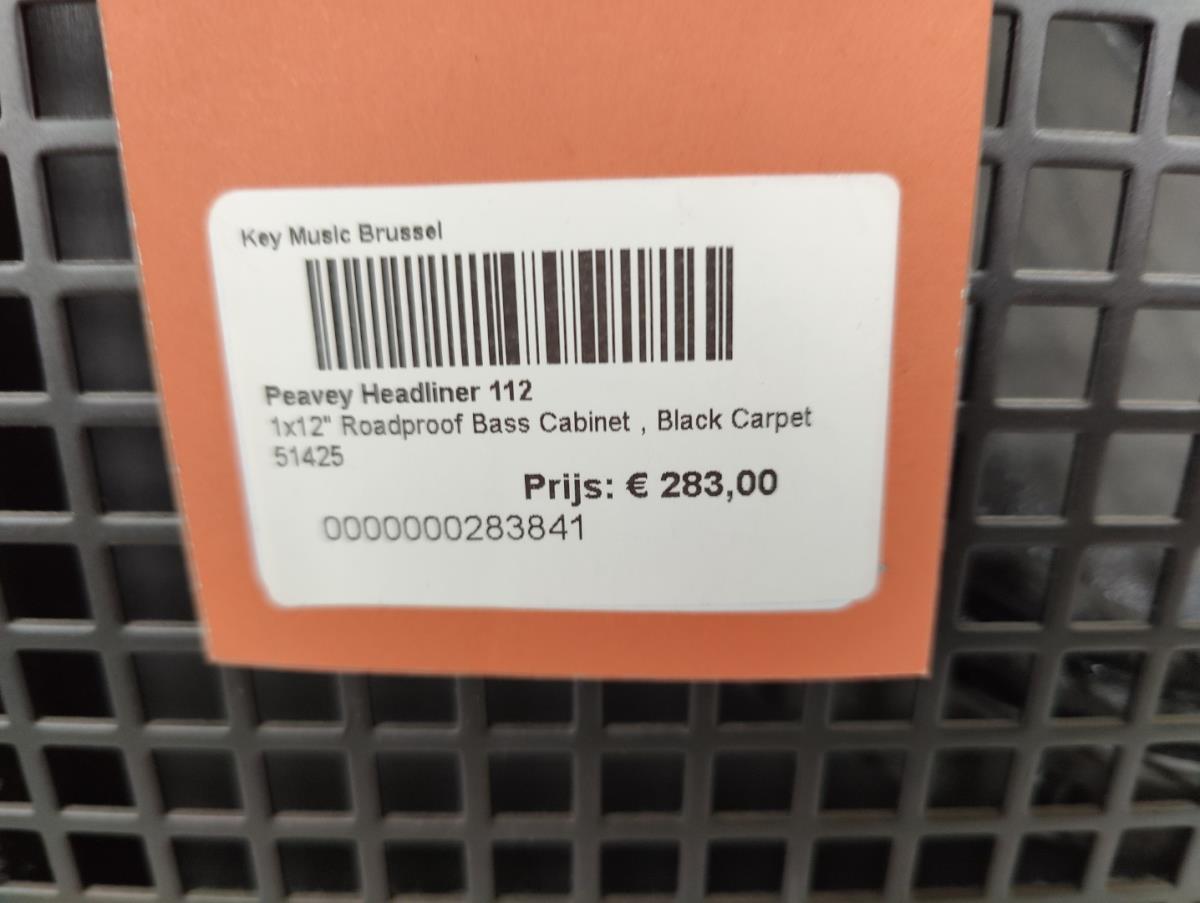 Key Music Brussel
Peavey Headliner 112
1x12" Roadproof Bass Cabinet , Black Carpet
51425
Prijs: € 283,00
0000000283841